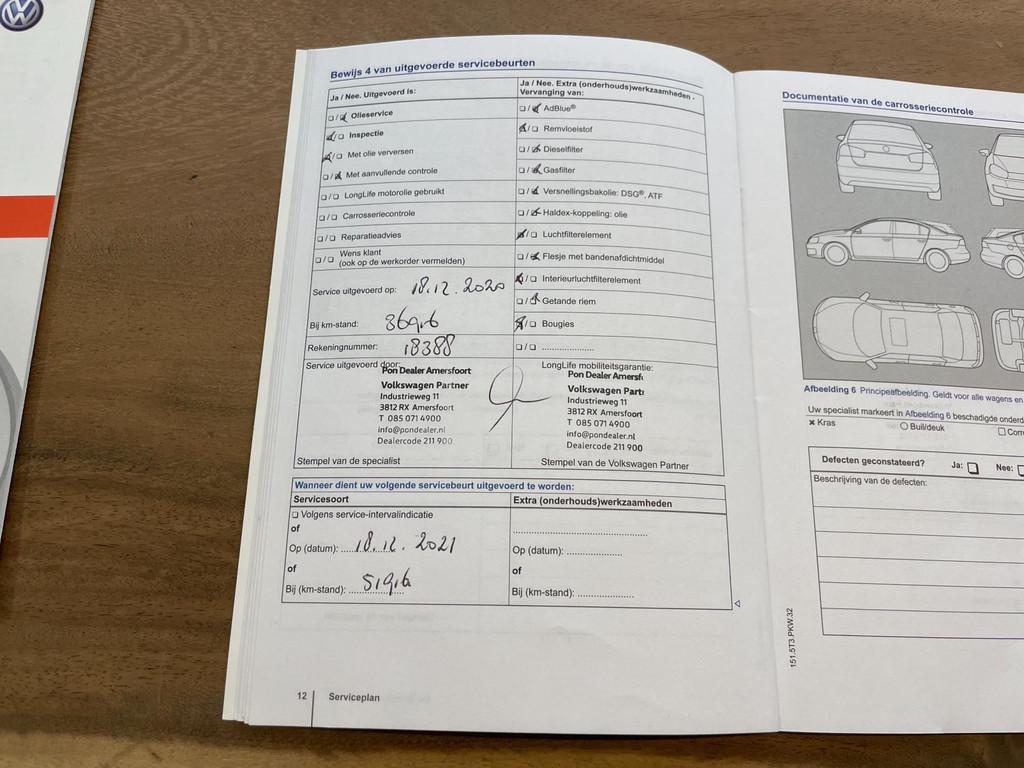 Bewijs 4 van uitgevoerde servicebeurten
Ja / Nee. Uitgevoerd is:
Ja / Nee. Extra (onderhouds)werkzaamheden - Vervanging van:
Olieservice
Inspectie
Met olie verversen
Met aanvullende controle
LongLife motorolie gebruikt
Carrosseriecontrole
Reparatieadvies
Wens klant
(ook op de werkorder vermelden)
AdBlue®
Remvloeistof
Dieselfilter
Gasfilter
Versnellingsbakolie: DSG®, ATF
Haldex-koppeling: olie
Luchtfilterelement
Flesje met bandenafdichtmiddel
Interieurluchtfilterelement
Getande riem
Bougies
Service uitgevoerd op: 18.12.2020
Bij km-stand: 36916
Rekeningnummer: 18388
Service uitgevoerd door:
Pon Dealer Amersfoort
Volkswagen Partner
Industrieweg 11
3812 RX Amersfoort
T 085 071 4900
info@pondealer.nl
Dealercode 211 900
Stempel van de specialist
LongLife mobiliteitsgarantie:
Pon Dealer Amersf
Volkswagen Part
Industrieweg 11
3812 RX Amersfoort
T 085 071 4900
info@pondealer.nl
Dealercode 211 900
Stempel van de Volkswagen Partner
Wanneer dient uw volgende servicebeurt uitgevoerd te worden:
Servicesoort
Volgens service-intervalindicatie
of
Op (datum): 18.12.2021
of
Bij (km-stand): 51916
Extra (onderhouds)werkzaamheden
Op (datum):
of
Bij (km-stand):
12 Serviceplan
Documentatie van de carrosseriecontrole
Afbeelding 6 Principeafbeelding. Geldt voor alle wagens en
Uw specialist markeert in Afbeelding 6 beschadigde onderd
× Kras
Buil/deuk
Corr
Defecten geconstateerd? Ja: Nee:
Beschrijving van de defecten:
151.5T3.PKW.32